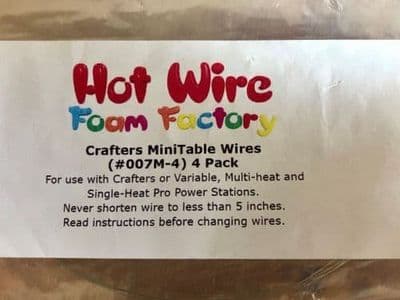 Hot Wire
Foam Factory
Crafters MiniTable Wires
(#007M-4) 4 Pack
For use with Crafters or Variable, Multi-heat and
Single-Heat Pro Power Stations.
Never shorten wire to less than 5 inches.
Read instructions before changing wires.